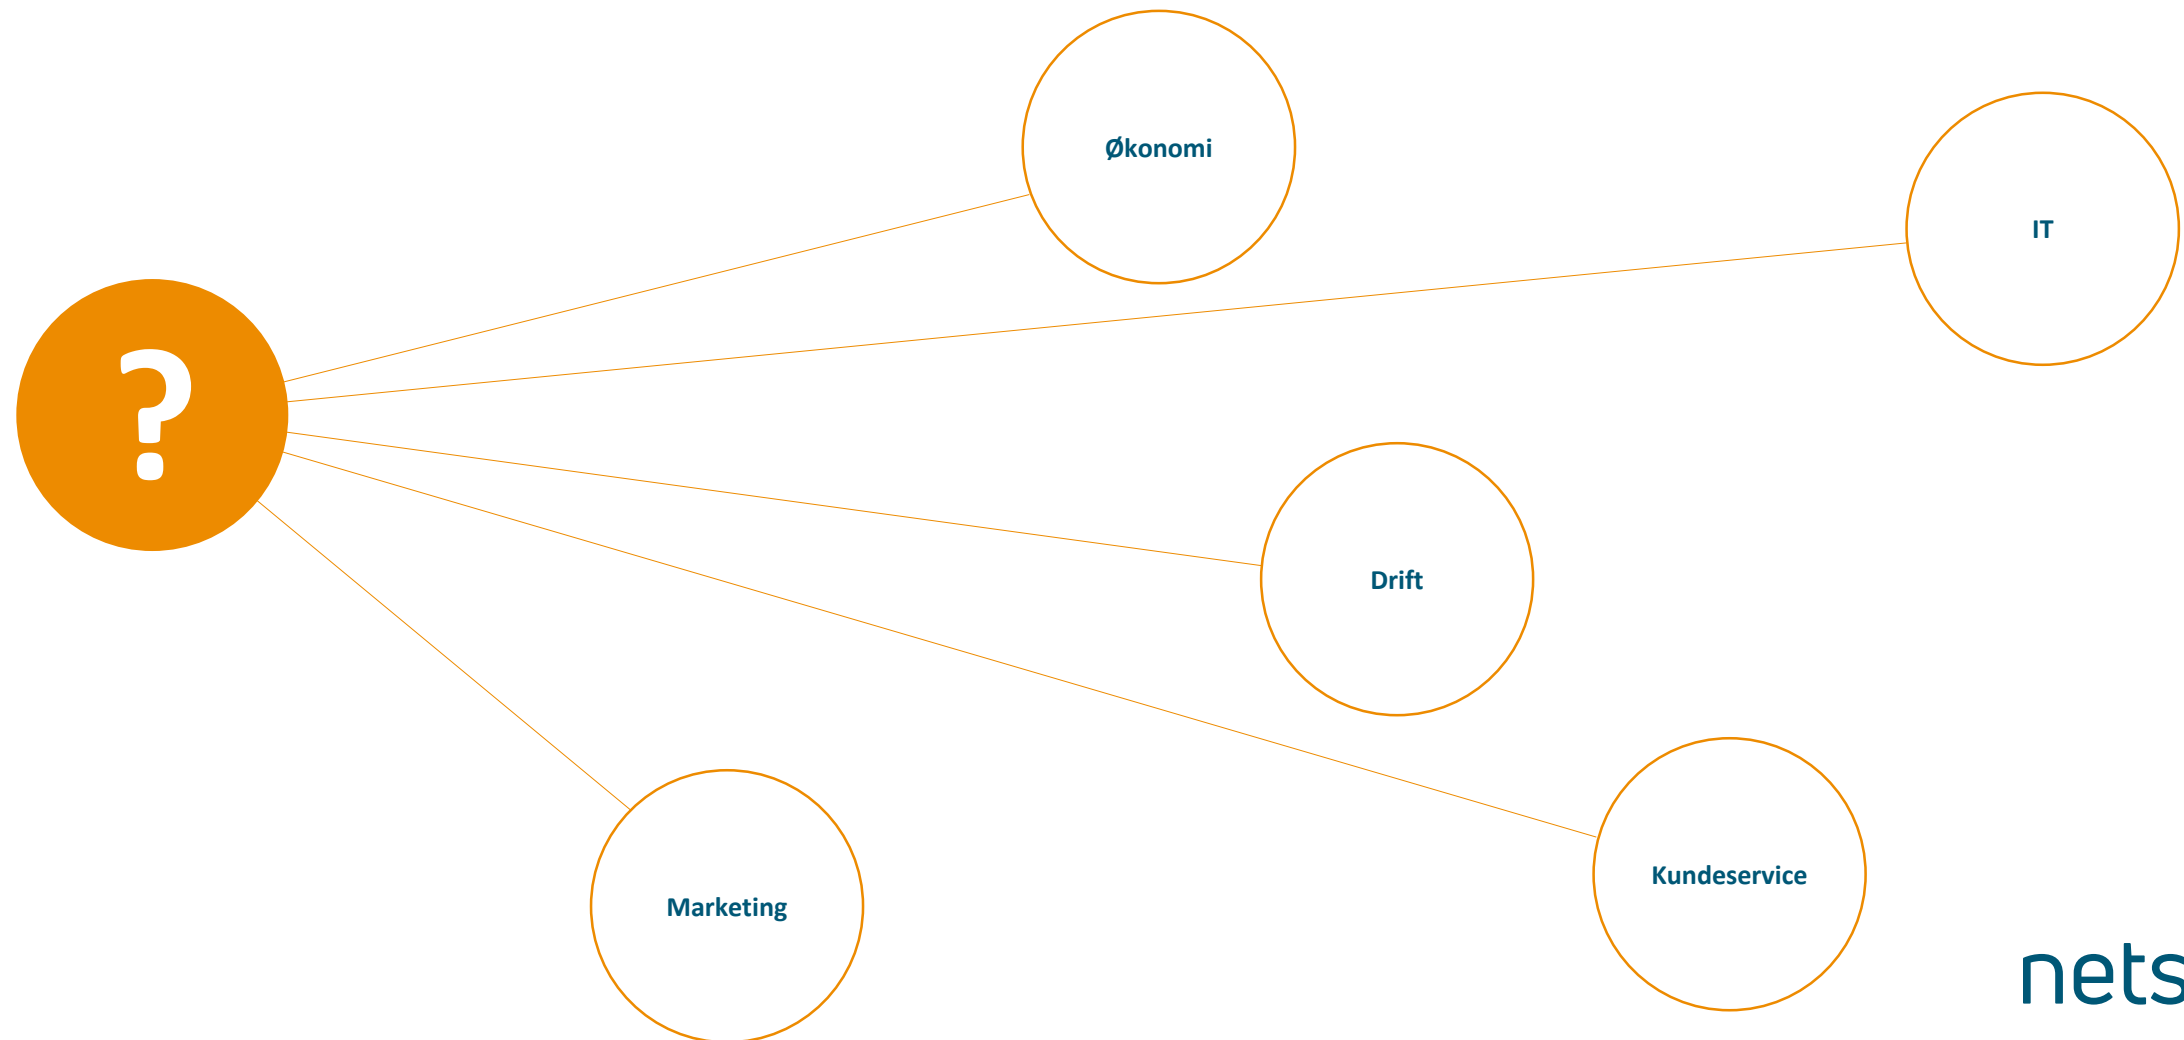 Økonomi
IT
?
Drift
Kundeservice
Marketing
nets